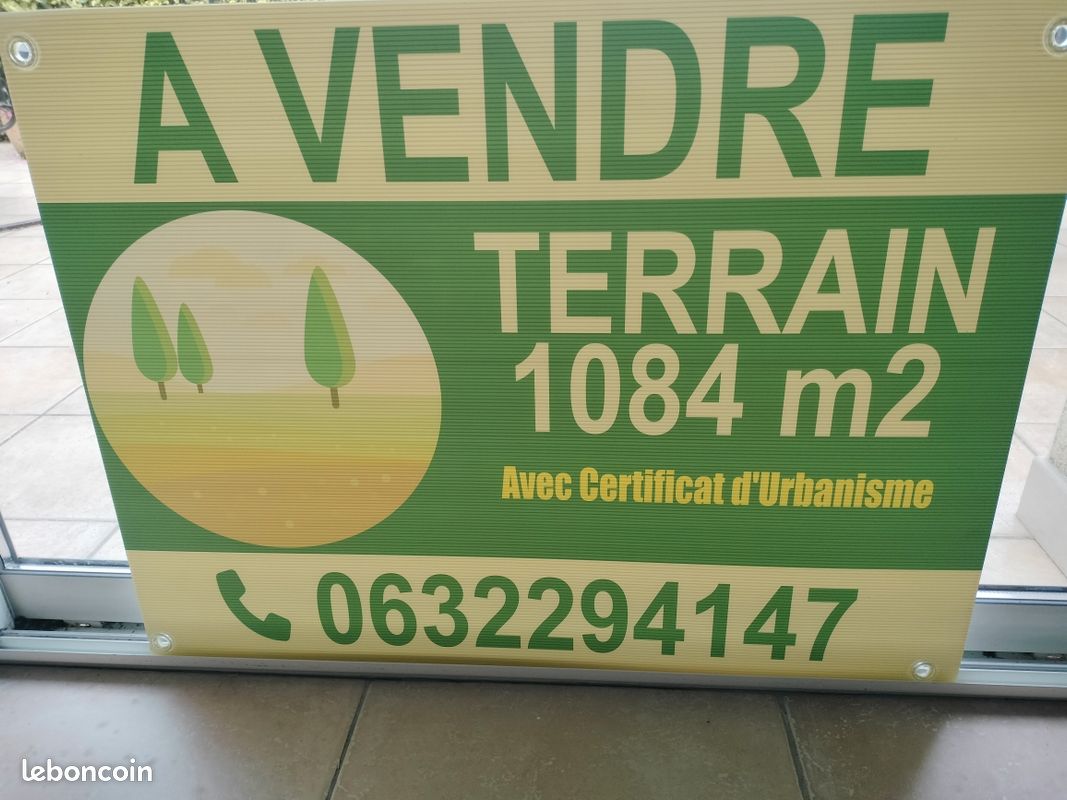 A VENDRE
TERRAIN
1084 m2
Avec Certificat d'Urbanisme
0632294147
leboncoin